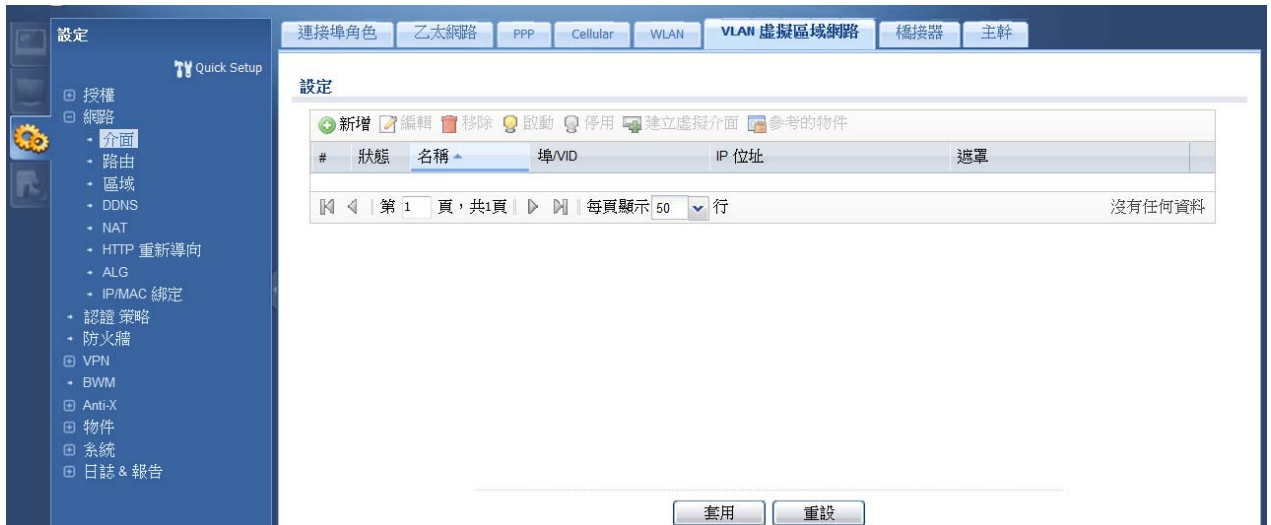 設定
Quick Setup
授權
網路
介面
路由
區域
DDNS
NAT
HTTP 重新導向
ALG
IP/MAC 綁定
認證 策略
防火牆
VPN
BWM
Anti-X
物件
系統
日誌 & 報告
連接埠角色 乙太網路 PPP Cellular WLAN VLAN 虛擬區域網路 橋接器 主幹
設定
新增 編輯 移除 啟動 停用 建立虛擬介面 參考的物件
# 狀態 名稱 埠/VID IP 位址 遮罩
第 1 頁,共1頁 每頁顯示 50 行 沒有任何資料
套用 重設